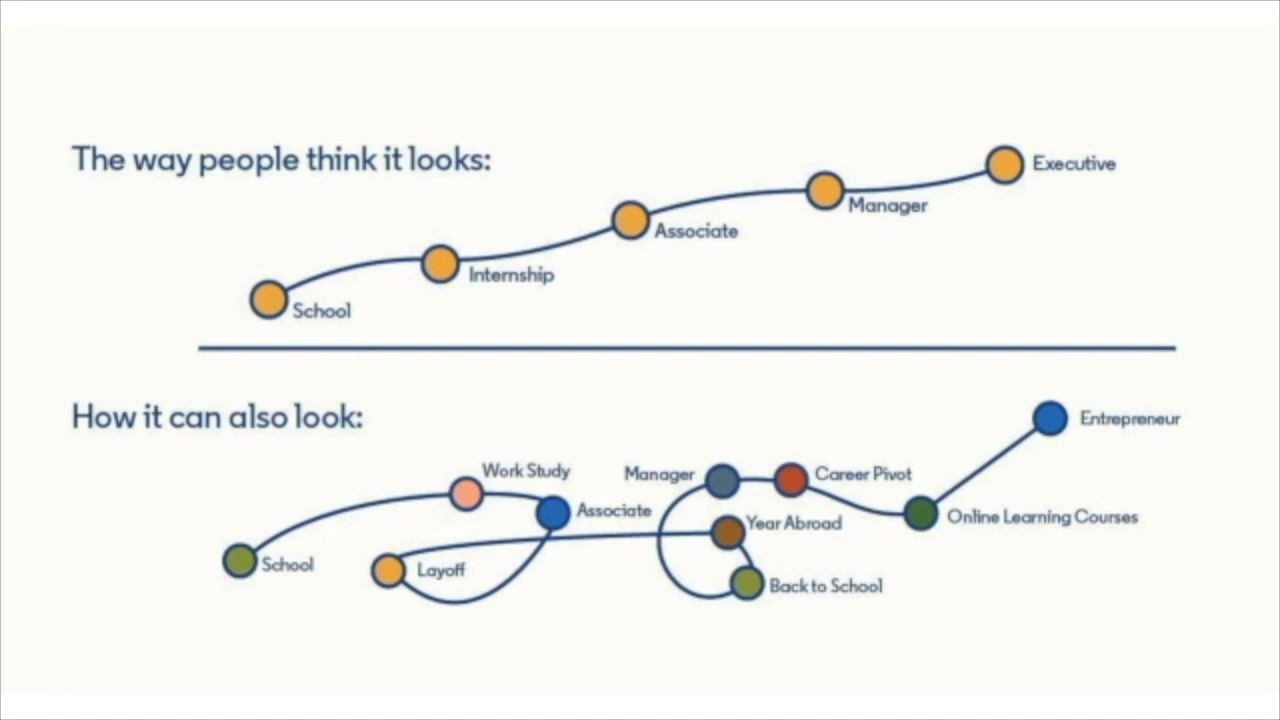 The way people think it looks:
Executive
Manager
Associate
Internship
School
How it can also look:
Entrepreneur
Work Study
Manager
Career Pivot
Associate
Online Learning Courses
Year Abroad
School
Layoff
Back to School